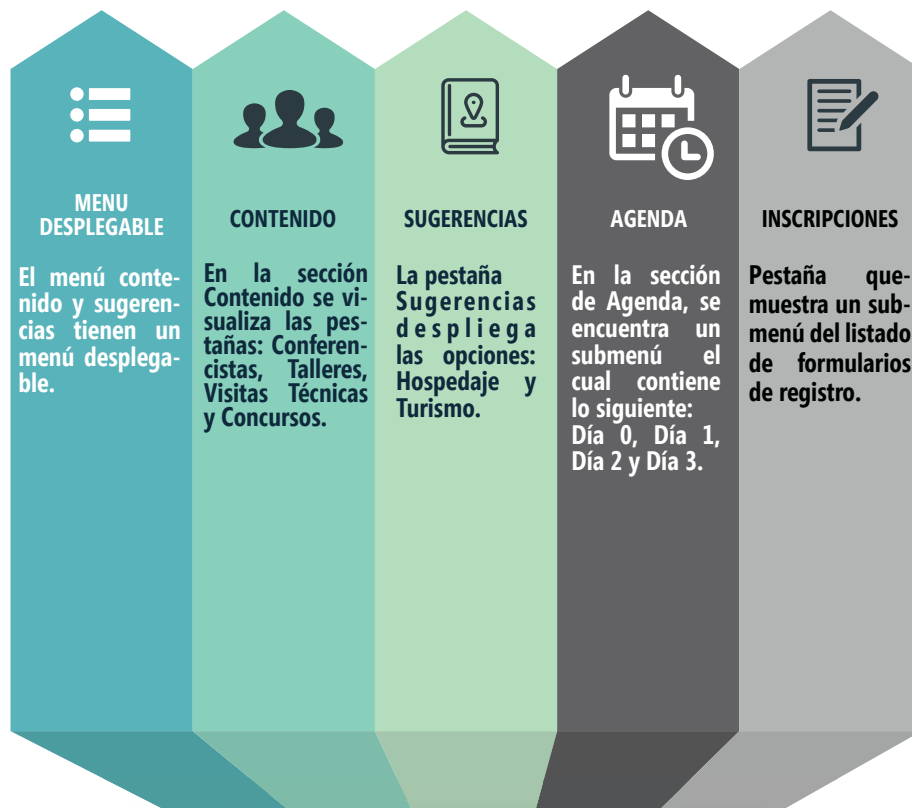 MENU
DESPLEGABLE
El menú conte-
nido y sugeren-
cias tienen un
menú desplega-
ble.
CONTENIDO
En la sección
Contenido se vi-
sualiza las pes-
tañas: Conferen-
cistas, Talleres,
Visitas Técnicas
y Concursos.
SUGERENCIAS
La pestaña
Sugerencias
despliega
las opciones:
Hospedaje y
Turismo.
AGENDA
En la sección
de Agenda, se
encuentra un
submenú el
cual contiene
lo siguiente:
Día 0, Día 1,
Día 2 y Día 3.
INSCRIPCIONES
Pestaña que-
muestra un sub-
menú del listado
de formularios
de registro.